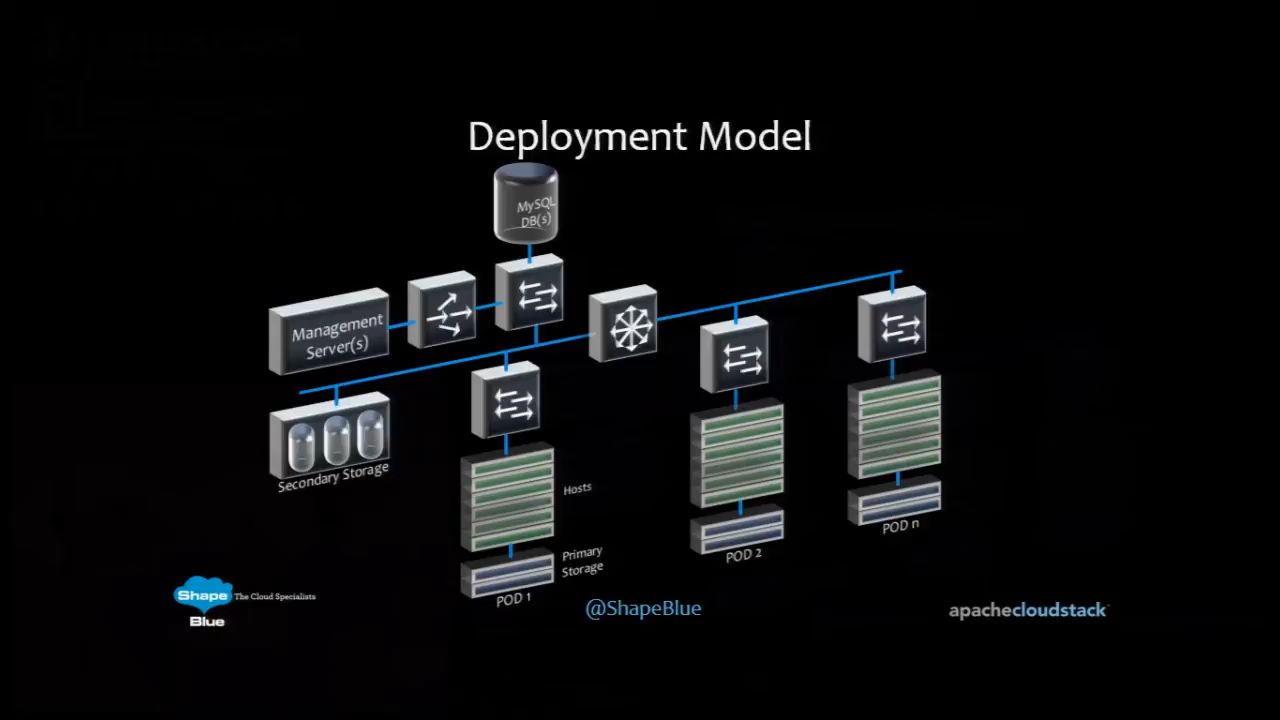 Deployment Model
MySQL
DB(s)
Management
Server(s)
Secondary Storage
Hosts
Primary
Storage
POD 1
POD 2
POD n
Shape
Blue
The Cloud Specialists
@ShapeBlue
apachecloudstack